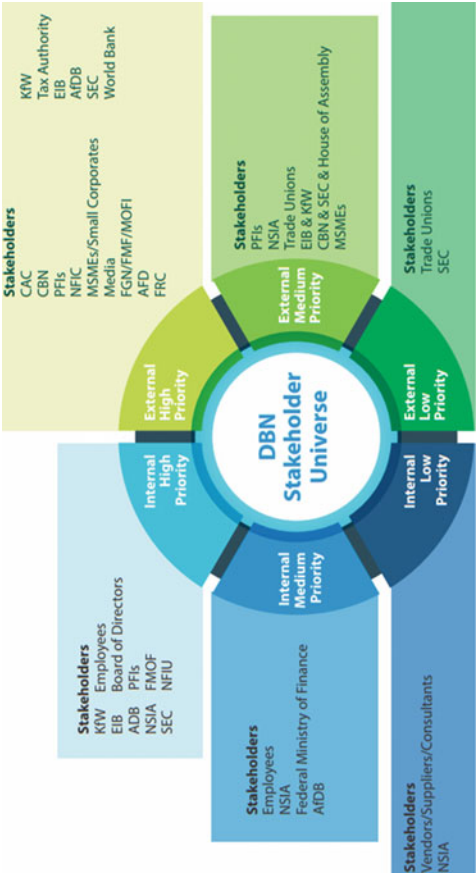 DBN
Stakeholder
Universe
Internal
High
Priority
Stakeholders
KfW Employees
EIB Board of Directors
ADB PFIs
NSIA FMOF
SEC NFIU
External
High
Priority
Stakeholders
CAC KfW
CBN Tax Authority
PFIs EIB
NFIC AfDB
MSMEs/Small Corporates SEC
Media World Bank
FGN/FMF/MOFI
AFD
FRC
Internal
Medium
Priority
Stakeholders
Employees
NSIA
Federal Ministry of Finance
AfDB
External
Medium
Priority
Stakeholders
PFIs
NSIA
Trade Unions
EIB & KfW
CBN & SEC & House of Assembly
MSMEs
Internal
Low
Priority
Stakeholders
Vendors/Suppliers/Consultants
NSIA
External
Low
Priority
Stakeholders
Trade Unions
SEC